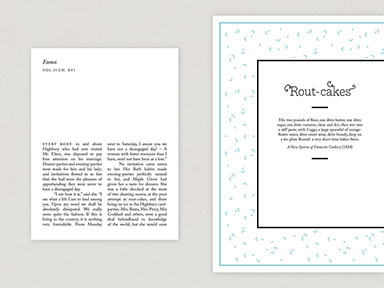 Emma
VOL. II CH. XVI
EVERY BODY in and about
Highbury who had ever visited
Mr. Elton, was disposed to pay
him attention on his marriage.
Dinner-parties and evening-parties
were made for him and his lady;
and invitations flowed in so fast
that she had soon the pleasure of
apprehending they were never to
have a disengaged day.
"I see how it is," said she. "I
see what a life I am to lead among
you. Upon my word we shall be
absolutely dissipated. We really
seem quite the fashion. If this is
living in the country, it is nothing
very formidable. From Monday
next to Saturday, I assure you we
have not a disengaged day! – A
woman with fewer resources than I
have, need not have been at a loss."
No invitation came amiss
to her. Her Bath habits made
evening-parties perfectly natural
to her, and Maple Grove had
given her a taste for dinners. She
was a little shocked at the want
of two drawing rooms, at the poor
attempt at rout-cakes, and there
being no ice in the Highbury card-
parties. Mrs. Bates, Mrs. Perry, Mrs.
Goddard and others, were a good
deal behindhand in knowledge of
the world, but she would soon
Rout-cakes
Mix two pounds of flour, one ditto butter, one ditto
sugar, one ditto currants, clean and dry; then wet into
a stiff paste, with 2 eggs, a large spoonful of orange-
flower water, ditto sweet wine, ditto brandy, drop on
a tin-plate floured: a very short time bakes them.
A New System of Domestic Cookery (1824)